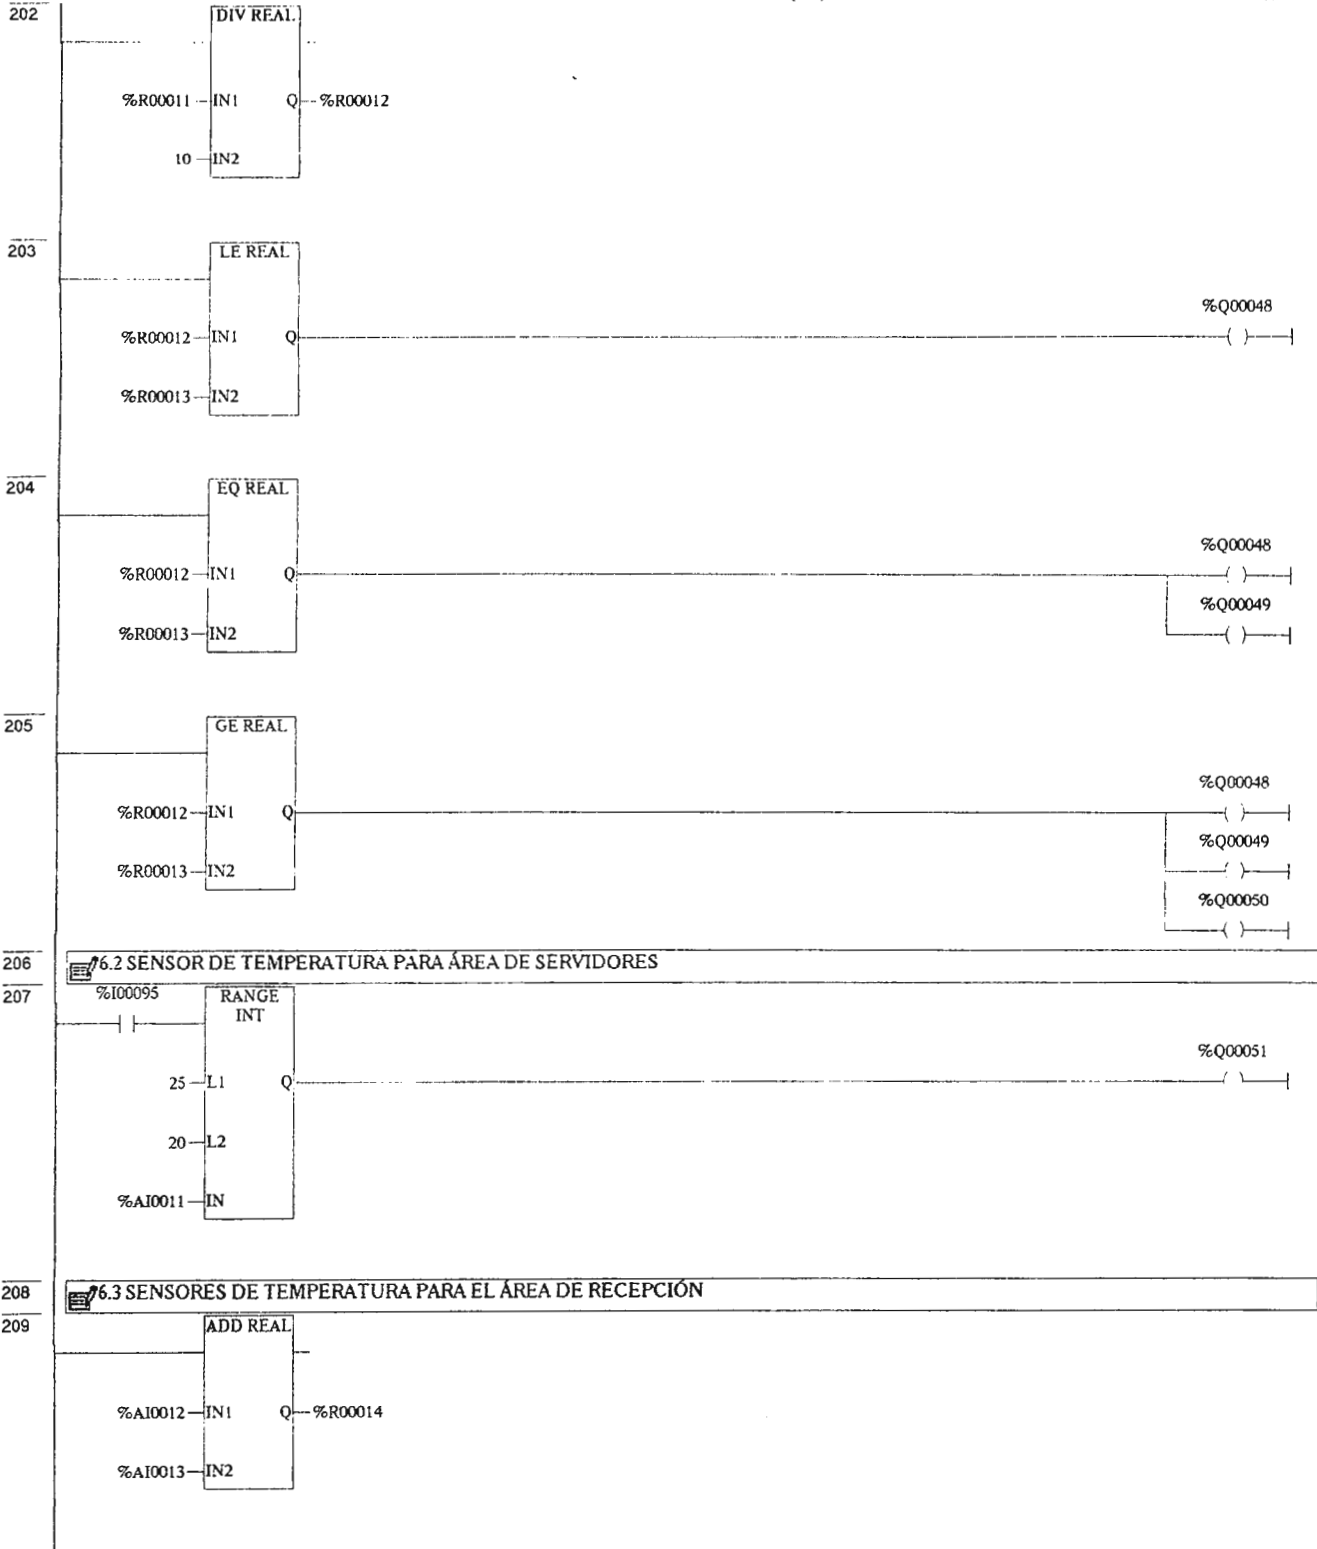 202
DIV REAL
%R00011 IN1 Q %R00012
10 IN2
203
LE REAL
%Q00048
%R00012 IN1 Q
%R00013 IN2
204
EQ REAL
%Q00048
%R00012 IN1 Q
%Q00049
%R00013 IN2
205
GE REAL
%Q00048
%R00012 IN1 Q
%Q00049
%R00013 IN2
%Q00050
206 6.2 SENSOR DE TEMPERATURA PARA ÁREA DE SERVIDORES
207 %I00095 RANGE
INT
%Q00051
25 L1 Q
20 L2
%AI0011 IN
208 6.3 SENSORES DE TEMPERATURA PARA EL ÁREA DE RECEPCIÓN
209 ADD REAL
%AI0012 IN1 Q %R00014
%AI0013 IN2